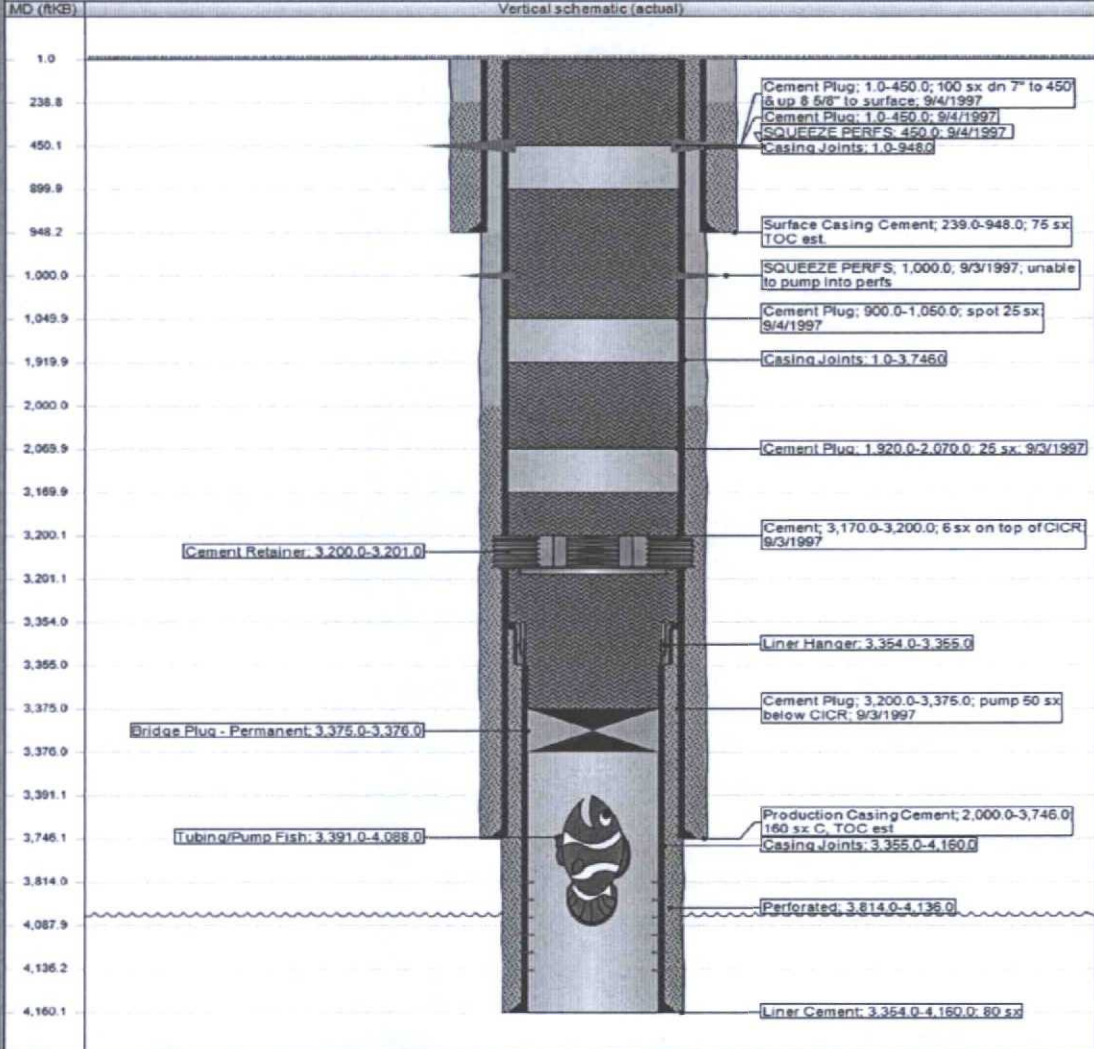 MD (ftKB)
Vertical schematic (actual)
1.0
238.8
450.1
899.9
948.2
1,000.0
1,049.9
1,919.9
2,000.0
2,069.9
3,169.9
3,200.1
3,201.1
3,354.0
3,355.0
3,375.0
3,376.0
3,391.1
3,746.1
3,814.0
4,087.9
4,136.2
4,160.1
Cement Retainer; 3,200.0-3,201.0
Bridge Plug - Permanent; 3,375.0-3,376.0
Tubing/Pump Fish; 3,391.0-4,088.0
Cement Plug; 1.0-450.0; 100 sx dn 7" to 450'
& up 8 5/8" to surface; 9/4/1997
Cement Plug; 1.0-450.0; 9/4/1997
SQUEEZE PERFS; 450.0; 9/4/1997
Casing Joints; 1.0-948.0
Surface Casing Cement; 239.0-948.0; 75 sx
TOC est.
SQUEEZE PERFS; 1,000.0; 9/3/1997; unable
to pump into perfs
Cement Plug; 900.0-1,050.0; spot 25 sx;
9/4/1997
Casing Joints; 1.0-3,746.0
Cement Plug; 1,920.0-2,070.0; 25 sx; 9/3/1997
Cement; 3,170.0-3,200.0; 6 sx on top of CICR;
9/3/1997
Liner Hanger; 3,354.0-3,355.0
Cement Plug; 3,200.0-3,375.0; pump 50 sx
below CICR; 9/3/1997
Production Casing Cement; 2,000.0-3,746.0;
160 sx C, TOC est
Casing Joints; 3,355.0-4,160.0
Perforated; 3,814.0-4,136.0
Liner Cement; 3,354.0-4,160.0; 80 sx